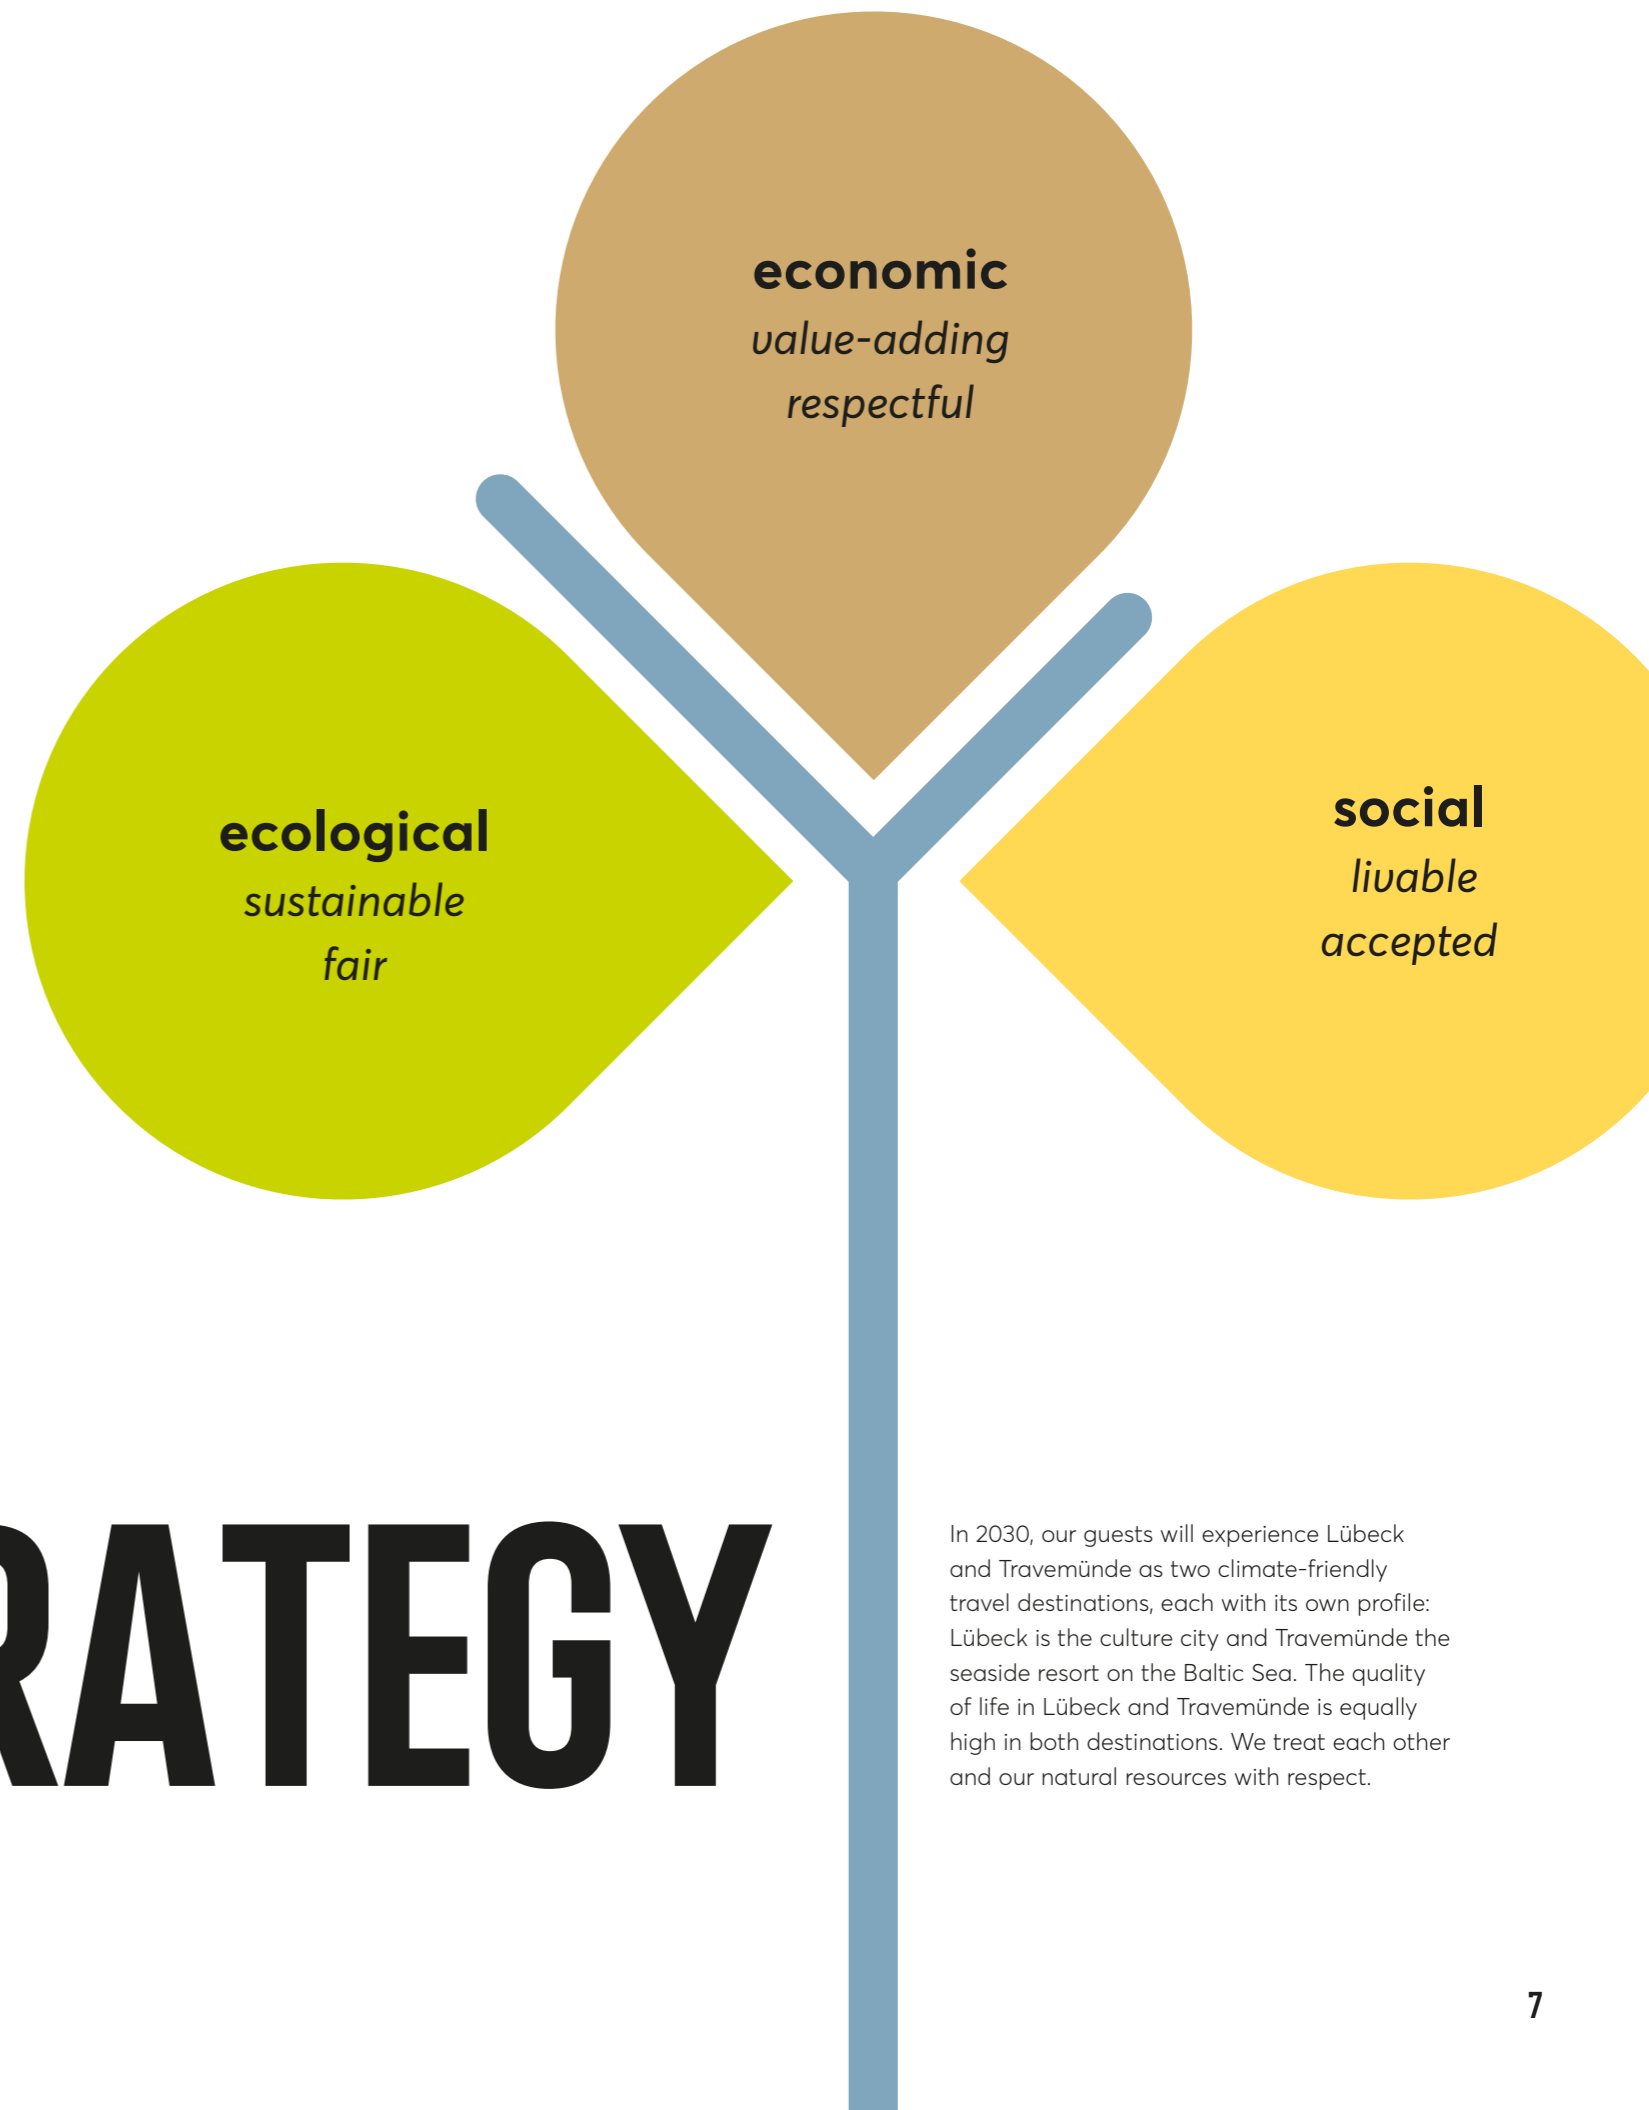 economic
value-adding
respectful
ecological
sustainable
fair
social
livable
accepted
RATEGY
In 2030, our guests will experience Lübeck
and Travemünde as two climate-friendly
travel destinations, each with its own profile:
Lübeck is the culture city and Travemünde the
seaside resort on the Baltic Sea. The quality
of life in Lübeck and Travemünde is equally
high in both destinations. We treat each other
and our natural resources with respect.
7